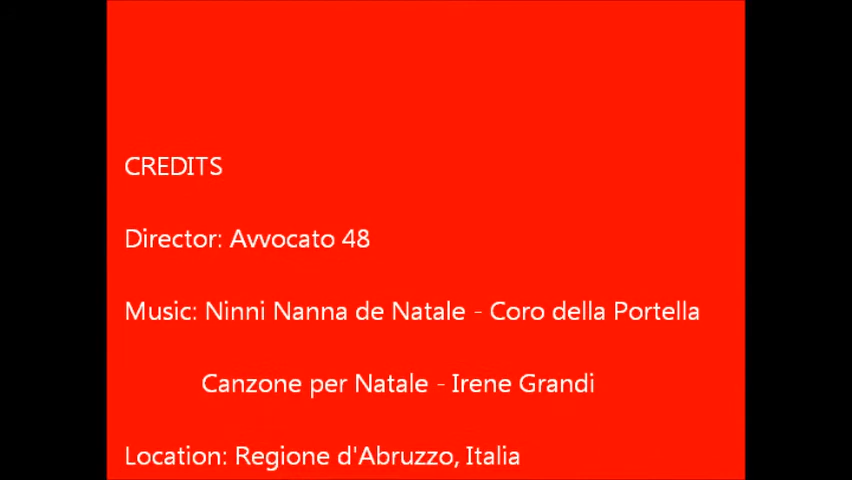 CREDITS
Director: Avvocato 48
Music: Ninni Nanna de Natale - Coro della Portella
Canzone per Natale - Irene Grandi
Location: Regione d'Abruzzo, Italia